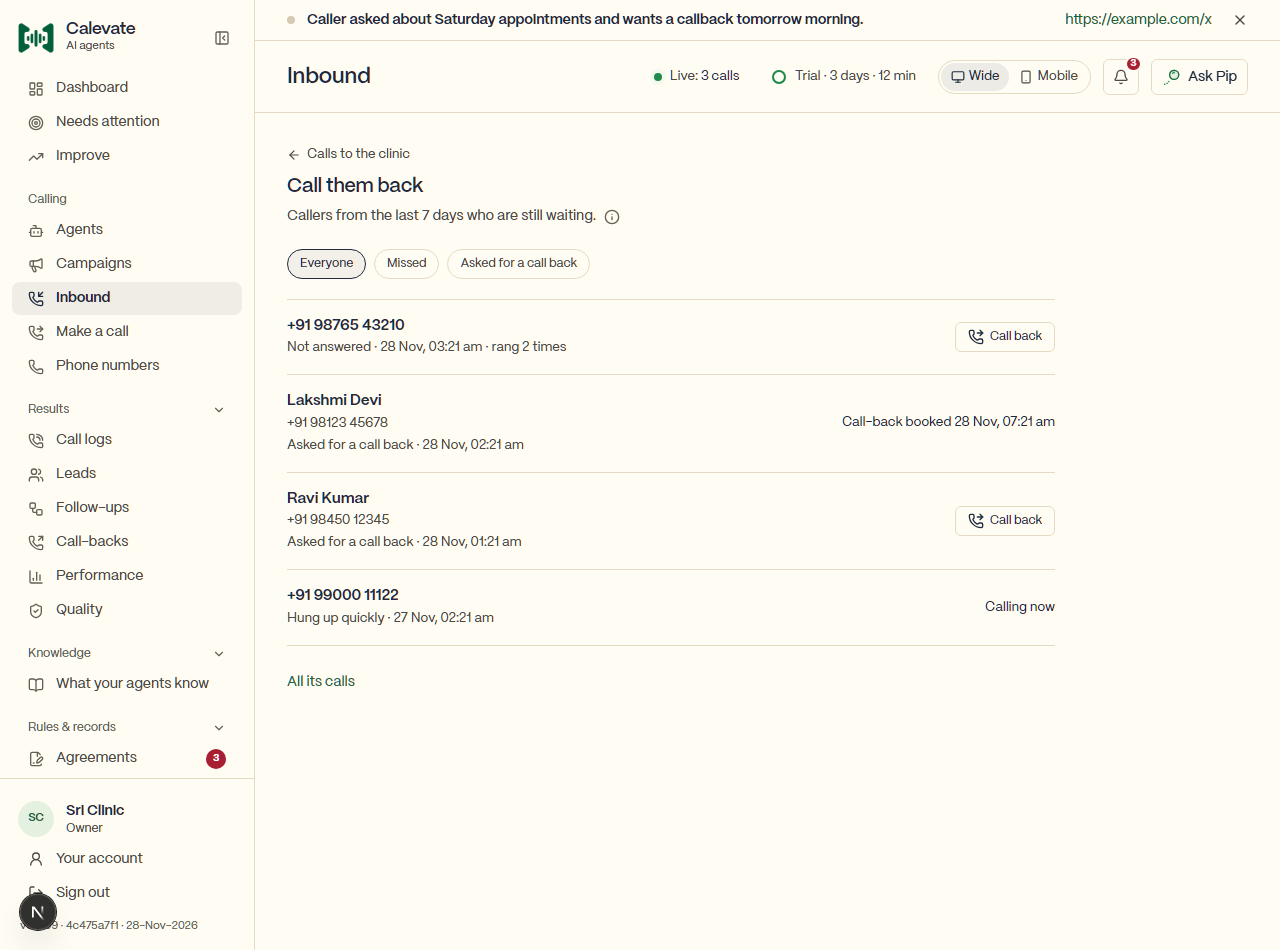 Calevate
AI agents
Dashboard
Needs attention
Improve
Calling
Agents
Campaigns
Inbound
Make a call
Phone numbers
Results
Call logs
Leads
Follow-ups
Call-backs
Performance
Quality
Knowledge
What your agents know
Rules & records
Agreements 3
SC
Sri Clinic
Owner
Your account
Sign out
N
· 4c475a7f1 · 28-Nov-2026
Caller asked about Saturday appointments and wants a callback tomorrow morning. https://example.com/x
Inbound
Live: 3 calls
Trial · 3 days · 12 min
Wide
Mobile
3
Ask Pip
Calls to the clinic
Call them back
Callers from the last 7 days who are still waiting.
Everyone
Missed
Asked for a call back
+91 98765 43210
Not answered · 28 Nov, 03:21 am · rang 2 times
Call back
Lakshmi Devi
+91 98123 45678
Asked for a call back · 28 Nov, 02:21 am
Call-back booked 28 Nov, 07:21 am
Ravi Kumar
+91 98450 12345
Asked for a call back · 28 Nov, 01:21 am
Call back
+91 99000 11122
Hung up quickly · 27 Nov, 02:21 am
Calling now
All its calls